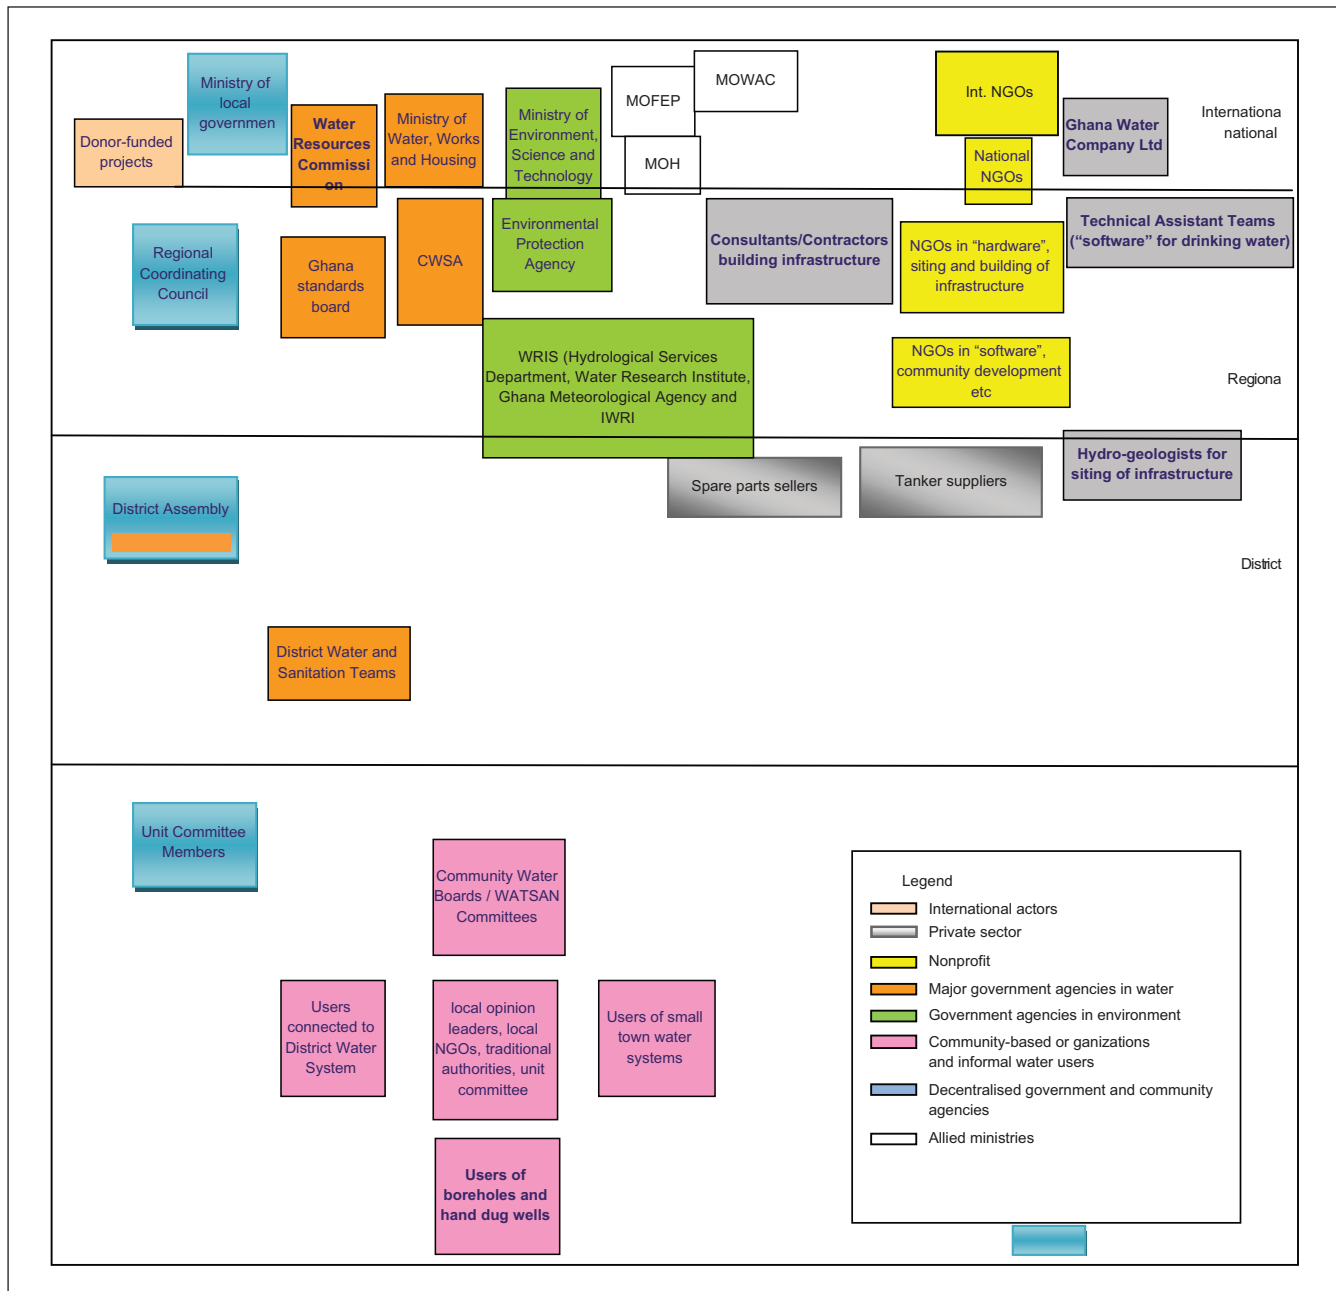 Ministry of
local
governmen
Donor-funded
projects
Water
Resources
Commissi
on
Ministry of
Water, Works
and Housing
Ministry of
Environment,
Science and
Technology
MOFEP
MOWAC
MOH
Int. NGOs
National
NGOs
Ghana Water
Company Ltd
Internationa
national
Regional
Coordinating
Council
Ghana
standards
board
CWSA
Environmental
Protection
Agency
Consultants/Contractors
building infrastructure
NGOs in “hardware”,
siting and building of
infrastructure
Technical Assistant Teams
(“software” for drinking water)
WRIS (Hydrological Services
Department, Water Research Institute,
Ghana Meteorological Agency and
IWRI
NGOs in “software”,
community development
etc
Regiona
Spare parts sellers
Tanker suppliers
Hydro-geologists for
siting of infrastructure
District Assembly
District
District Water and
Sanitation Teams
Unit Committee
Members
Community Water
Boards / WATSAN
Committees
Users
connected to
District Water
System
local opinion
leaders, local
NGOs, traditional
authorities, unit
committee
Users of small
town water
systems
Users of
boreholes and
hand dug wells
Legend
International actors
Private sector
Nonprofit
Major government agencies in water
Government agencies in environment
Community-based or ganizations
and informal water users
Decentralised government and community
agencies
Allied ministries